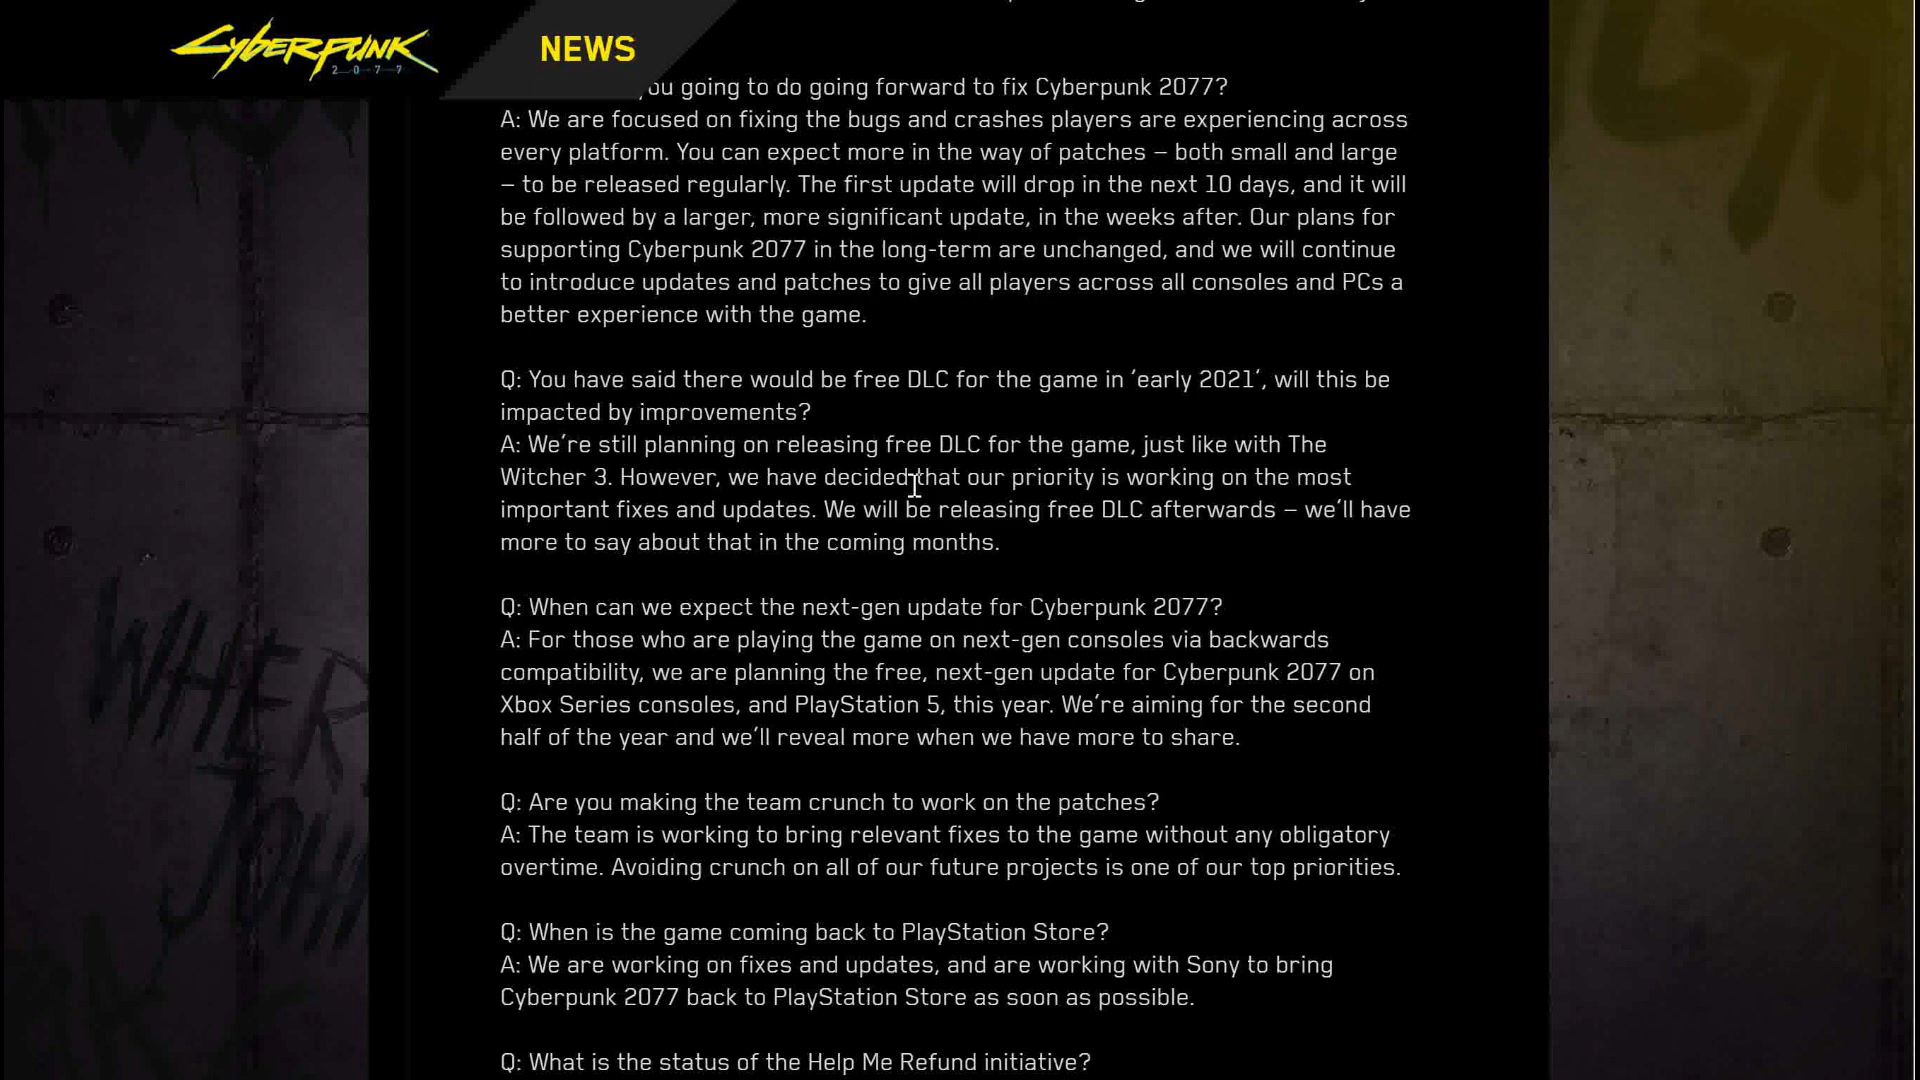 CYBERPUNK
2077
NEWS
you going to do going forward to fix Cyberpunk 2077?
A: We are focused on fixing the bugs and crashes players are experiencing across
every platform. You can expect more in the way of patches – both small and large
– to be released regularly. The first update will drop in the next 10 days, and it will
be followed by a larger, more significant update, in the weeks after. Our plans for
supporting Cyberpunk 2077 in the long-term are unchanged, and we will continue
to introduce updates and patches to give all players across all consoles and PCs a
better experience with the game.
Q: You have said there would be free DLC for the game in ’early 2021’, will this be
impacted by improvements?
A: We’re still planning on releasing free DLC for the game, just like with The
Witcher 3. However, we have decided that our priority is working on the most
important fixes and updates. We will be releasing free DLC afterwards – we’ll have
more to say about that in the coming months.
Q: When can we expect the next-gen update for Cyberpunk 2077?
A: For those who are playing the game on next-gen consoles via backwards
compatibility, we are planning the free, next-gen update for Cyberpunk 2077 on
Xbox Series consoles, and PlayStation 5, this year. We’re aiming for the second
half of the year and we’ll reveal more when we have more to share.
Q: Are you making the team crunch to work on the patches?
A: The team is working to bring relevant fixes to the game without any obligatory
overtime. Avoiding crunch on all of our future projects is one of our top priorities.
Q: When is the game coming back to PlayStation Store?
A: We are working on fixes and updates, and are working with Sony to bring
Cyberpunk 2077 back to PlayStation Store as soon as possible.
Q: What is the status of the Help Me Refund initiative?
WHER
JOH